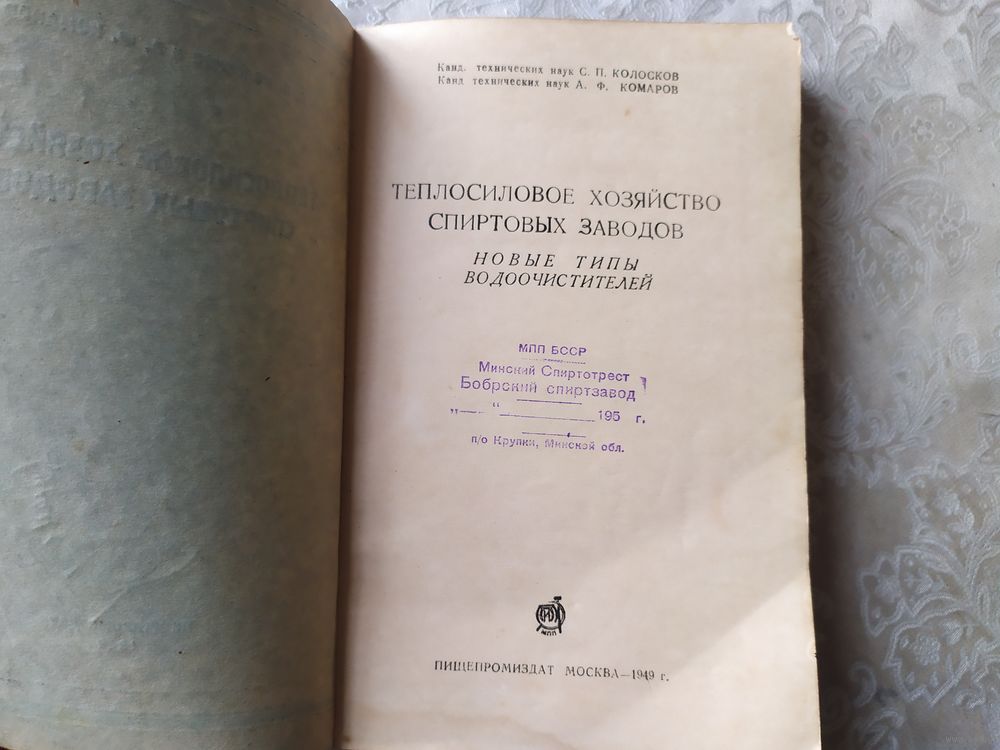 Канд. технических наук С. П. КОЛОСКОВ
Канд технических наук А. Ф. КОМАРОВ
ТЕПЛОСИЛОВОЕ ХОЗЯЙСТВО
СПИРТОВЫХ ЗАВОДОВ
НОВЫЕ ТИПЫ
ВОДООЧИСТИТЕЛЕЙ
МПП БССР
Минский Спиртотрест
Бобрский спиртзавод
„—“ 195 г.
п/о Крупки, Минской обл.
МПП
ПИЩЕПРОМИЗДАТ МОСКВА—1949 г.